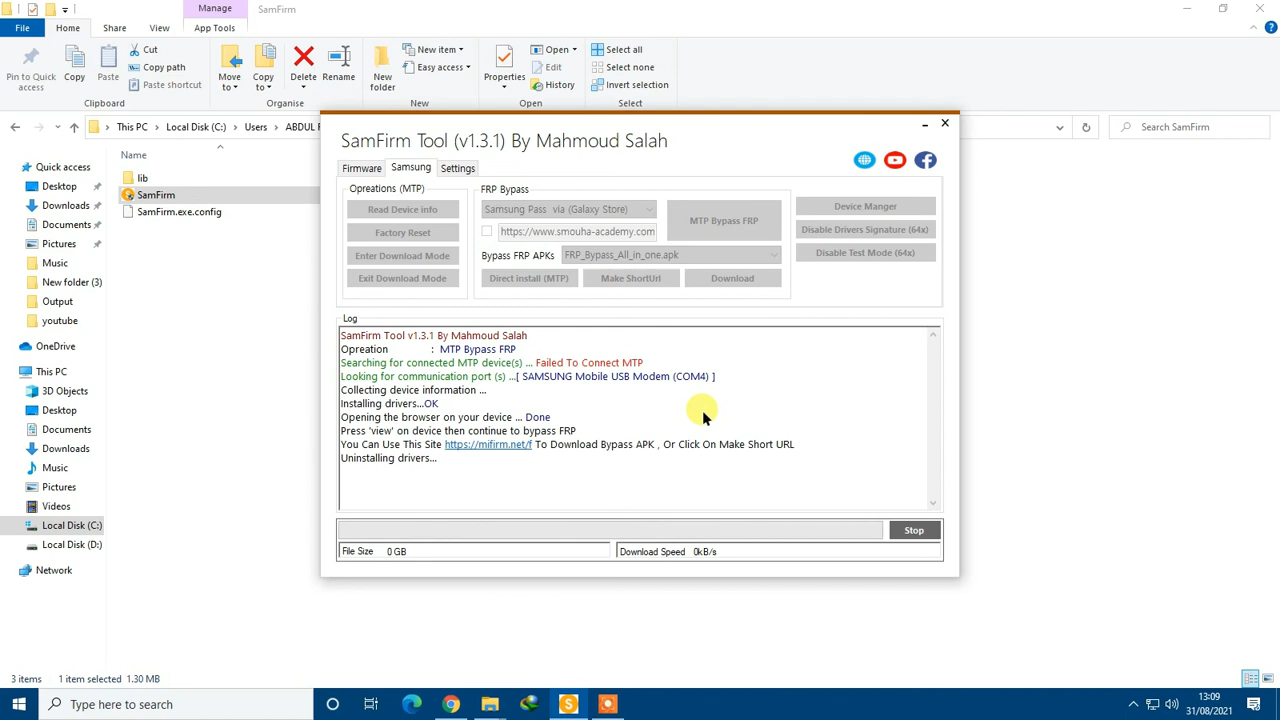 Manage
SamFirm
File
Home
Share
View
App Tools
Pin to Quick access
Copy
Paste
Cut
Copy path
Paste shortcut
Clipboard
Move to
Copy to
Delete
Rename
Organise
New folder
New item
Easy access
New
Properties
Open
Edit
History
Open
Select all
Select none
Invert selection
Select
This PC
Local Disk (C:)
Users
ABDUL
Search SamFirm
Name
lib
SamFirm
SamFirm.exe.config
Quick access
Desktop
Downloads
Documents
Pictures
Music
New folder (3)
Output
youtube
OneDrive
This PC
3D Objects
Desktop
Documents
Downloads
Music
Pictures
Videos
Local Disk (C:)
Local Disk (D:)
Network
3 items
1 item selected 1.30 MB
SamFirm Tool (v1.3.1) By Mahmoud Salah
Firmware
Samsung
Settings
Opreations (MTP)
Read Device info
Factory Reset
Enter Download Mode
Exit Download Mode
FRP Bypass
Samsung Pass via (Galaxy Store)
https://www.smouha-academy.com
MTP Bypass FRP
Bypass FRP APKs
FRP_Bypass_All_in_one.apk
Direct install (MTP)
Make ShortUrl
Download
Device Manger
Disable Drivers Signature (64x)
Disable Test Mode (64x)
Log
SamFirm Tool v1.3.1 By Mahmoud Salah
Opreation : MTP Bypass FRP
Searching for connected MTP device(s) ... Failed To Connect MTP
Looking for communication port (s) ...[ SAMSUNG Mobile USB Modem (COM4) ]
Collecting device information ...
Installing drivers...OK
Opening the browser on your device ... Done
Press 'view' on device then continue to bypass FRP
You Can Use This Site https://mifirm.net/f To Download Bypass APK , Or Click On Make Short URL
Uninstalling drivers...
Stop
File Size 0 GB
Download Speed 0kB/s
Type here to search
13:09
31/08/2021